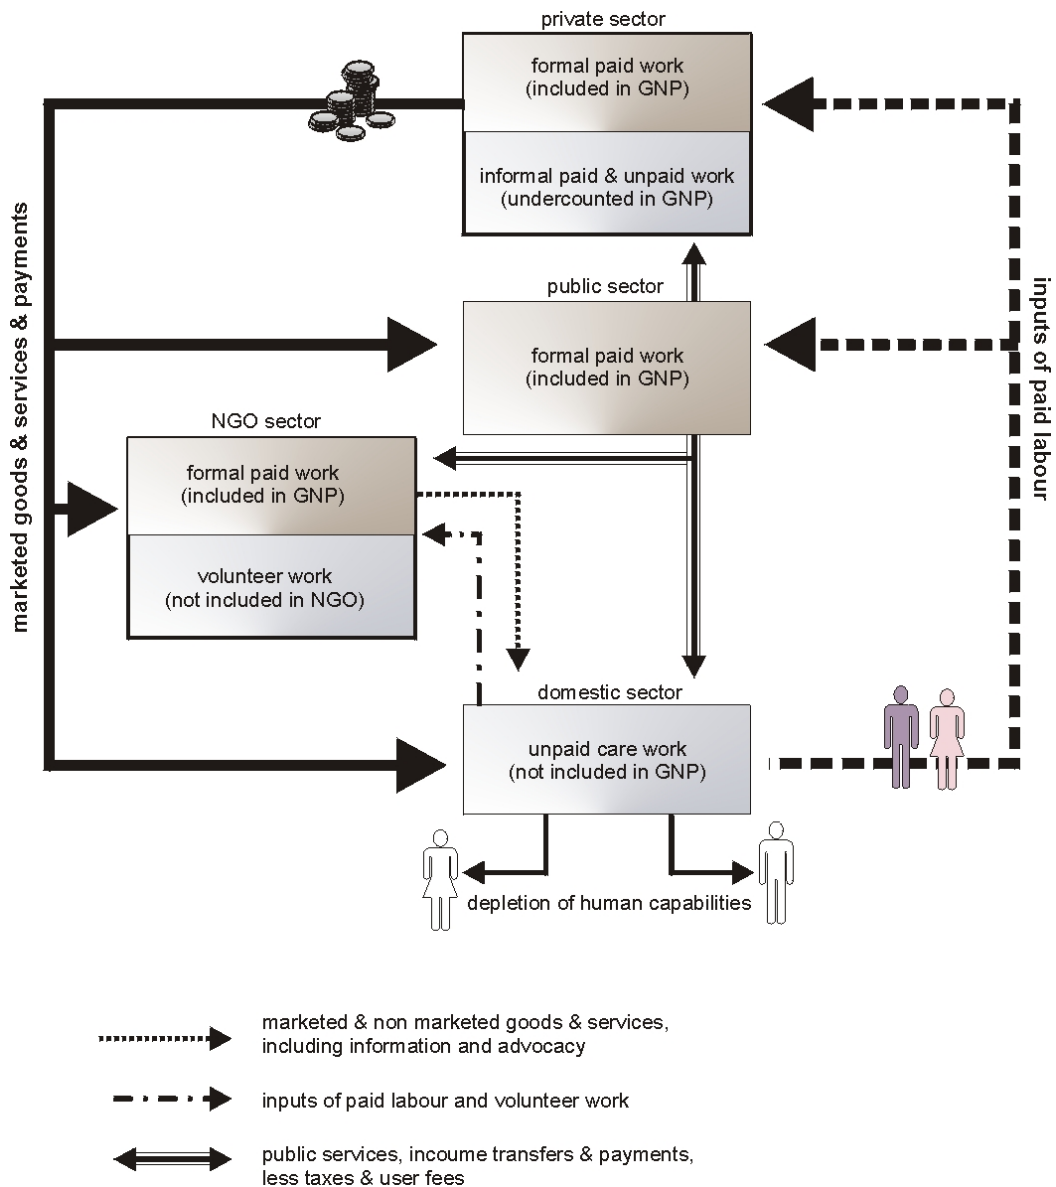 private sector
formal paid work
(included in GNP)
informal paid & unpaid work
(undercounted in GNP)
public sector
formal paid work
(included in GNP)
NGO sector
formal paid work
(included in GNP)
volunteer work
(not included in NGO)
domestic sector
unpaid care work
(not included in GNP)
depletion of human capabilities
marketed goods & services & payments
inputs of paid labour
marketed & non marketed goods & services,
including information and advocacy
inputs of paid labour and volunteer work
public services, incoume transfers & payments,
less taxes & user fees